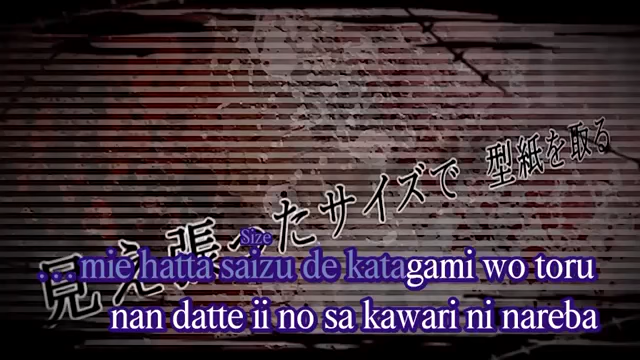 見え張ったサイズで 型紙を取る
Size
...mie hatta saizu de katagami wo toru
nan datte ii no sa kawari ni nareba